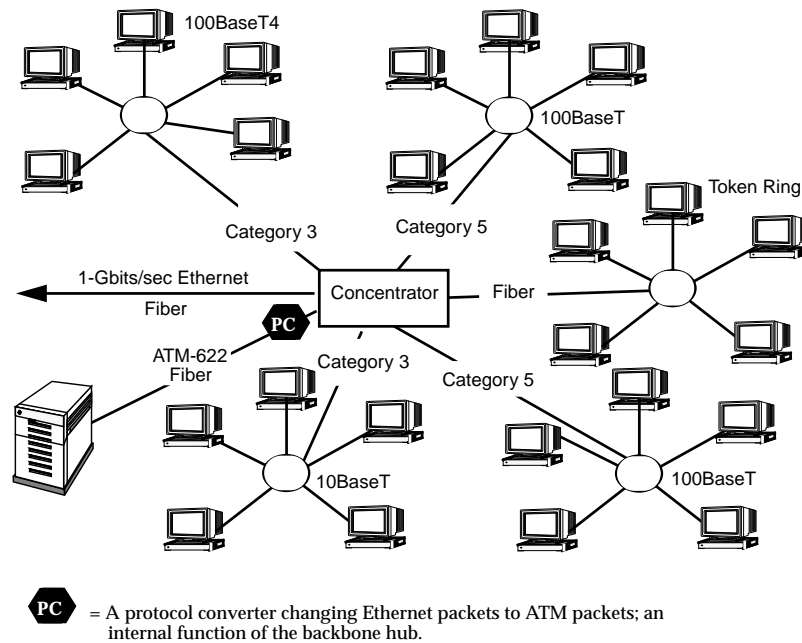 100BaseT4
100BaseT
Token Ring
Category 3
Category 5
1-Gbits/sec Ethernet
Fiber
Concentrator
Fiber
PC
ATM-622
Fiber
Category 3
Category 5
10BaseT
100BaseT
PC
= A protocol converter changing Ethernet packets to ATM packets; an
internal function of the backbone hub.